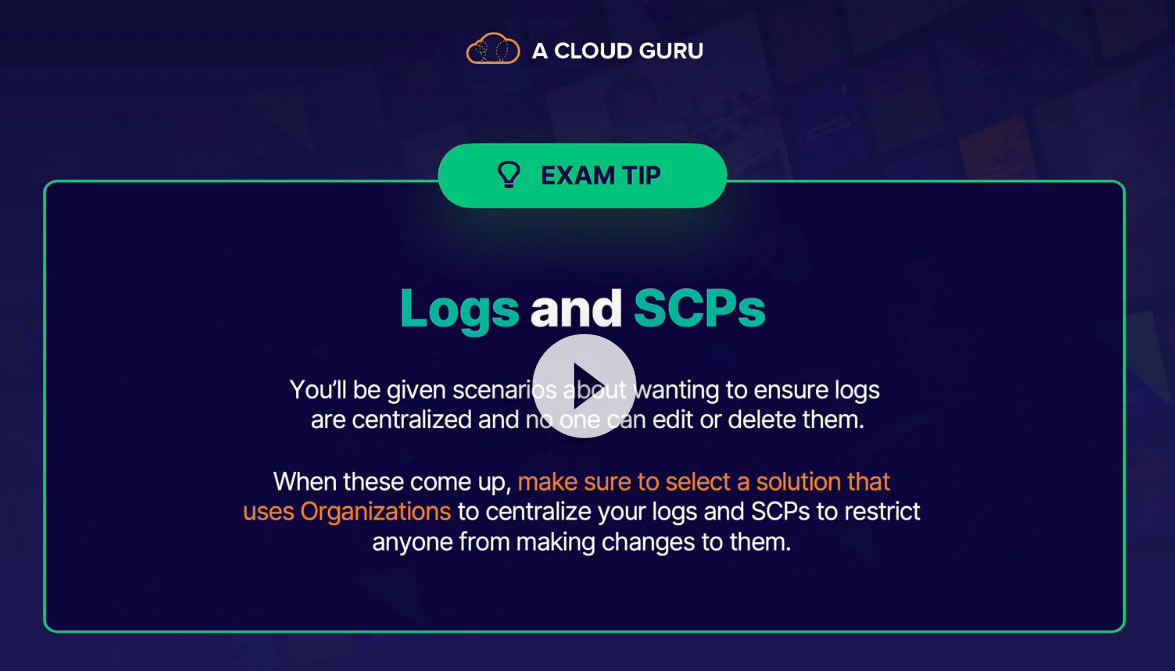 A CLOUD GURU
EXAM TIP
Logs and SCPs
You'll be given scenarios about wanting to ensure logs
are centralized and no one can edit or delete them.
When these come up, make sure to select a solution that
uses Organizations to centralize your logs and SCPs to restrict
anyone from making changes to them.